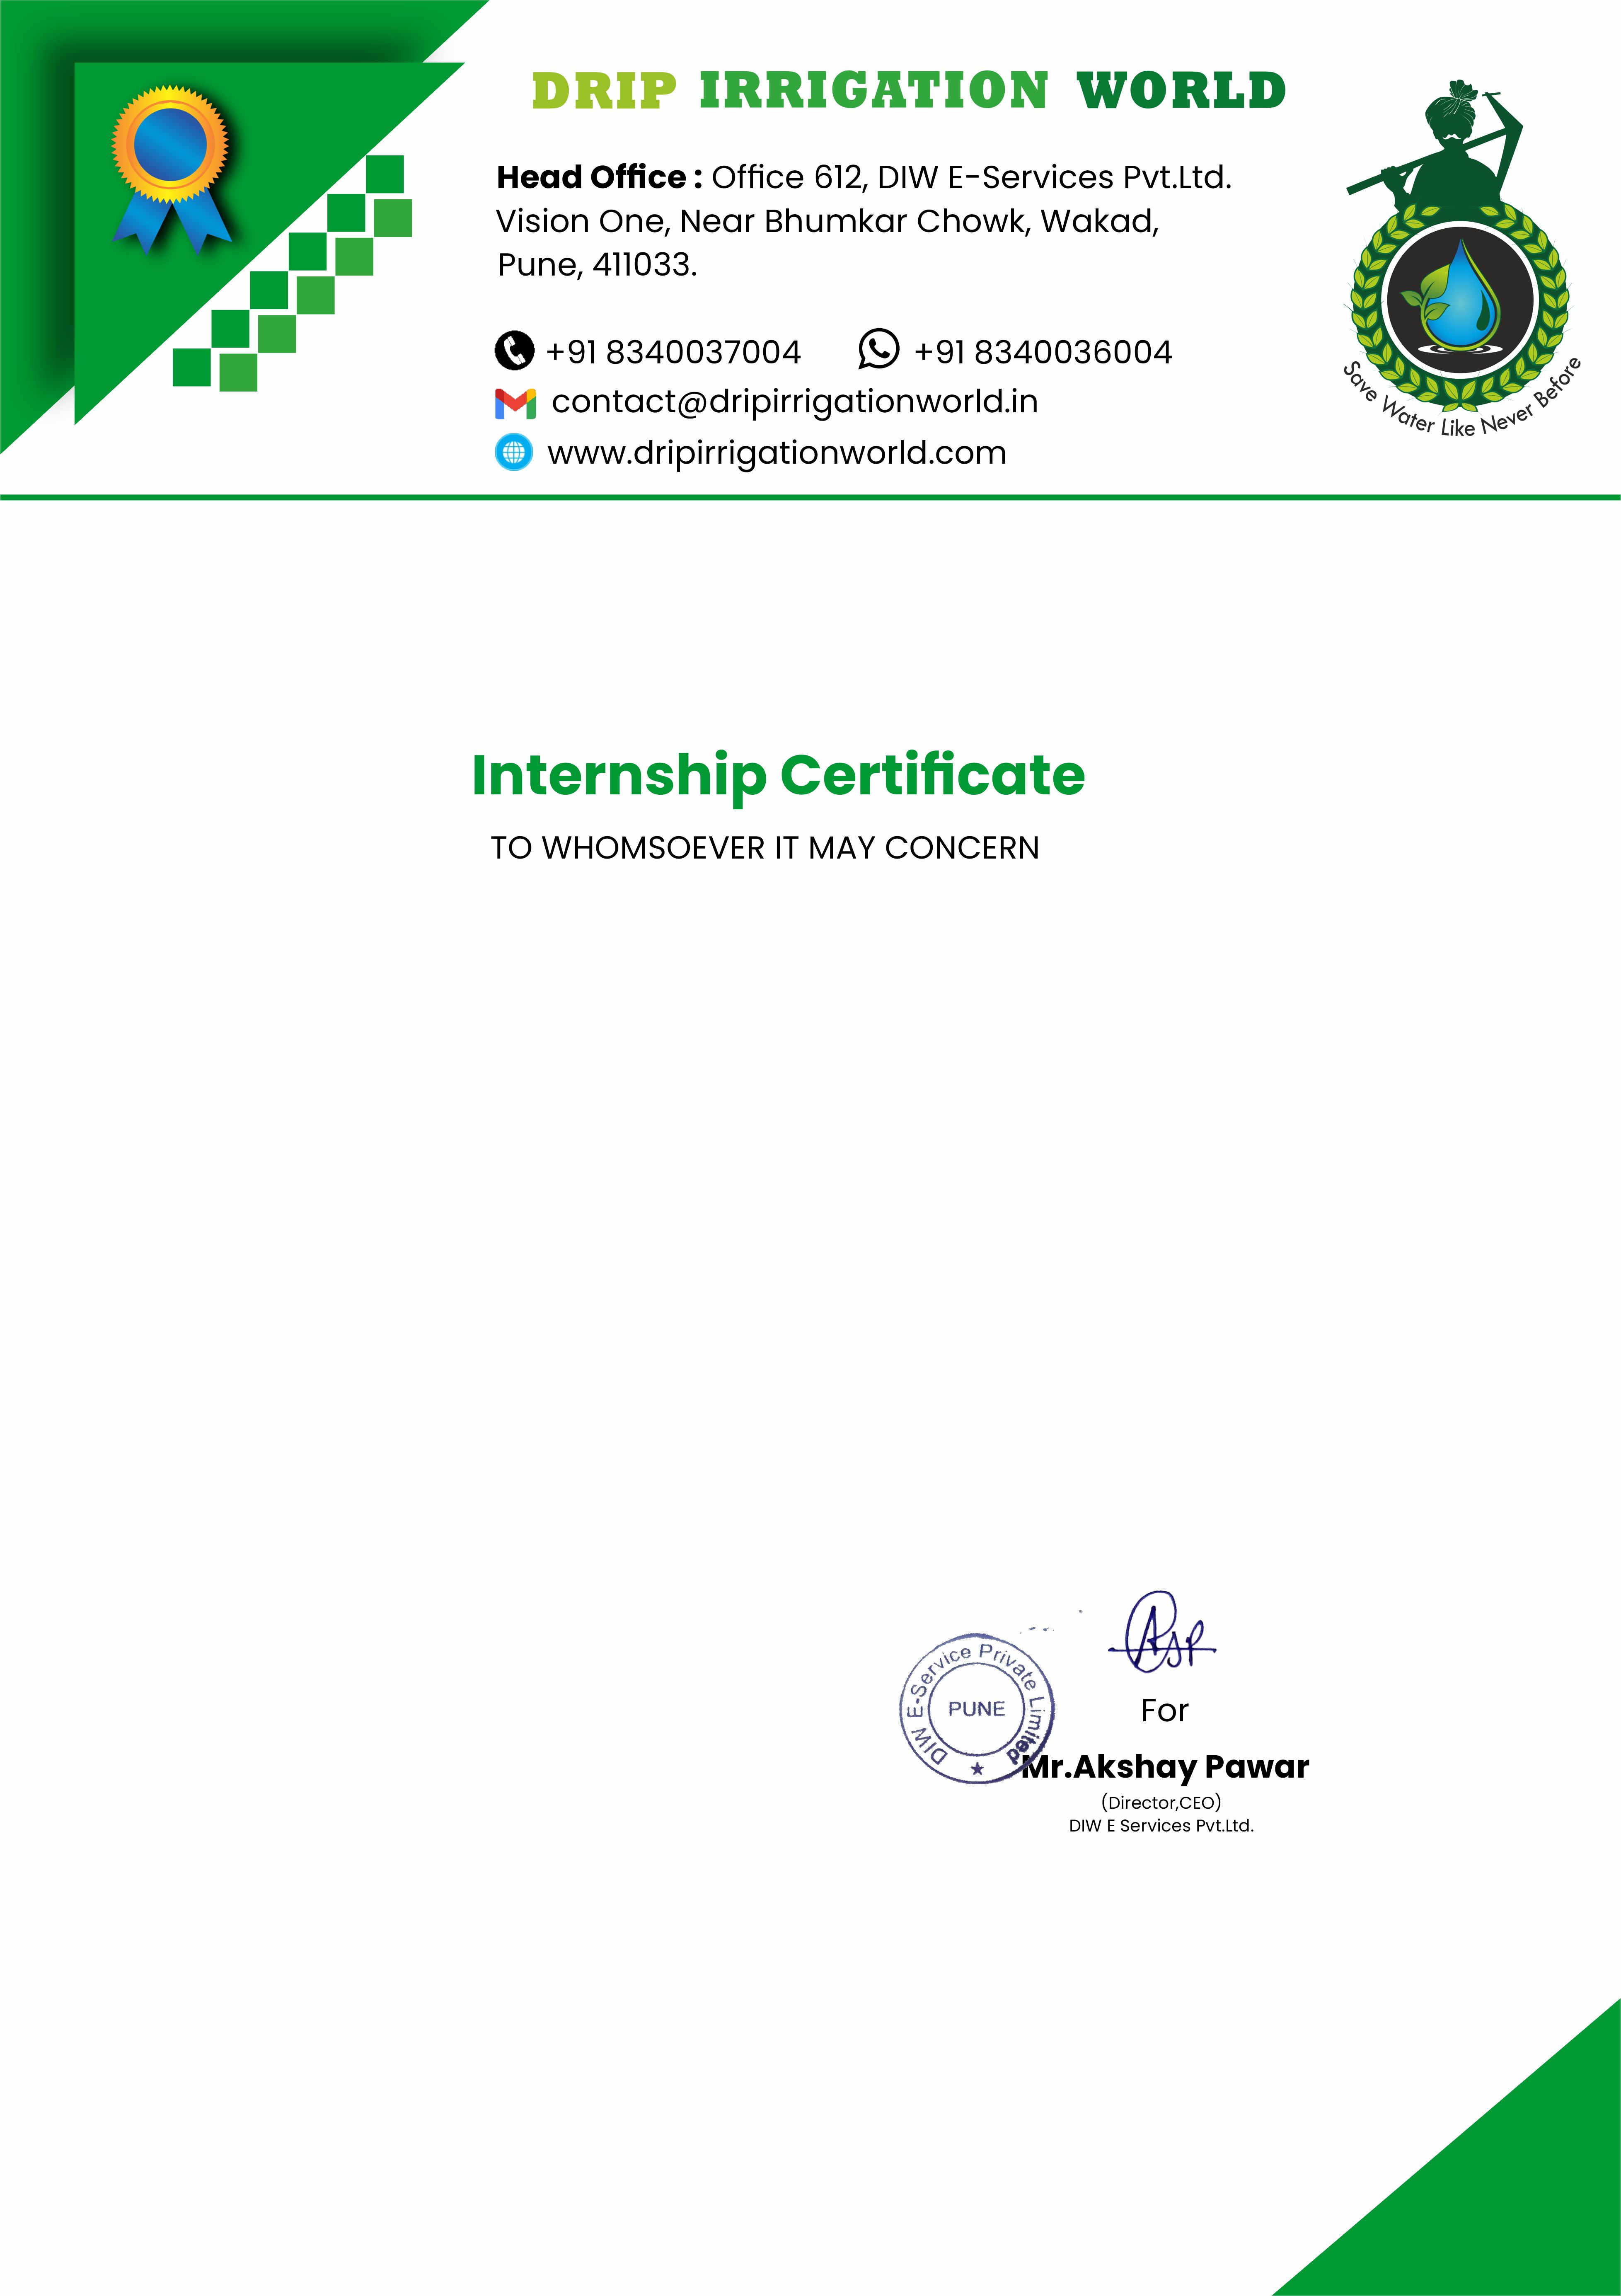 DRIP IRRIGATION WORLD
Head Office : Office 612, DIW E-Services Pvt.Ltd.
Vision One, Near Bhumkar Chowk, Wakad,
Pune, 411033.
+91 8340037004 +91 8340036004
contact@dripirrigationworld.in
www.dripirrigationworld.com
Save Water Like Never Before
Internship Certificate
TO WHOMSOEVER IT MAY CONCERN
DIW E-Service Private Limited
PUNE
For
Mr.Akshay Pawar
(Director,CEO)
DIW E Services Pvt.Ltd.